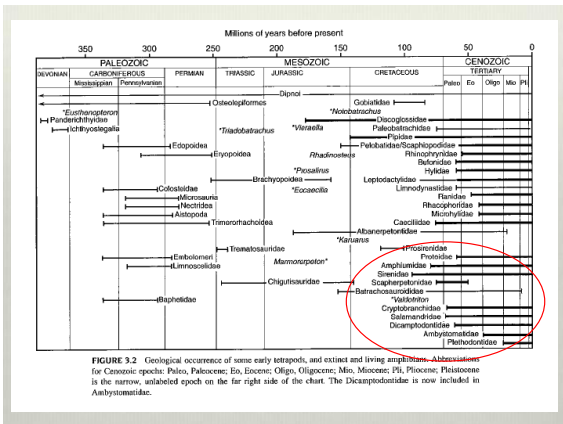 Millions of years before present
350 300 250 200 150 100 50 0
PALEOZOIC MESOZOIC CENOZOIC
DEVONIAN CARBONIFEROUS PERMIAN TRIASSIC JURASSIC CRETACEOUS TERTIARY
Mississippian Pennsylvanian Paleo Eo Oligo Mio Pli
Dipnoi
Osteolepiformes Gobiatidae
*Eusthenopteron *Notobatrachus
Panderichthyidae Discoglossidae
Ichthyostegalia *Triadobatrachus *Vieraella Paleobatrachidae
Pipidae
Edopoidea Pelobatidae/Scaphiopodidae
Eryopoidea Rhadinosteus Rhinophrynidae
Bufonidae
*Prosalirus Hylidae
Brachyopoidea Leptodactylidae
Colosteidae *Eocaecilia Limnodynastidae
Microsauria Ranidae
Nectridea Rhacophoridae
Aistopoda Microhylidae
Trimerorhachoidea Caeciliidae
Albanerpetontidae
*Karaurus
Trematosauridae Prosirenidae
Embolomeri Marmorerpeton* Proteidae
Limnoscelidae Amphiumidae
Sirenidae
Chigutisauridae Scapherpetonidae
Batrachosauroididae
Baphetidae *Valdotriton
Cryptobranchidae
Salamandridae
Dicamptodontidae
Ambystomatidae
Plethodontidae
FIGURE 3.2 Geological occurrence of some early tetrapods, and extinct and living amphibians. Abbreviations
for Cenozoic epochs: Paleo, Paleocene; Eo, Eocene; Oligo, Oligocene; Mio, Miocene; Pli, Pliocene; Pleistocene
is the narrow, unlabeled epoch on the far right side of the chart. The Dicamptodontidae is now included in
Ambystomatidae.